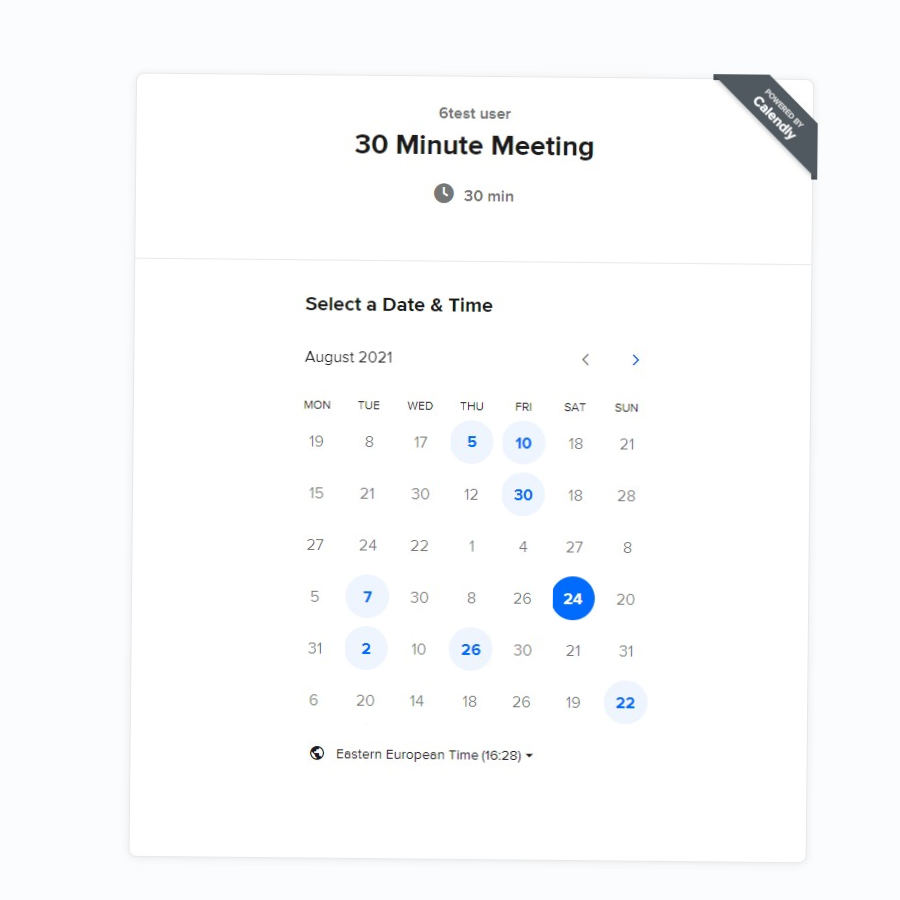 POWERED BY
Calendly
6test user
30 Minute Meeting
30 min
Select a Date & Time
August 2021
MON TUE WED THU FRI SAT SUN
19 8 17 5 10 18 21
15 21 30 12 30 18 28
27 24 22 1 4 27 8
5 7 30 8 26 24 20
31 2 10 26 30 21 31
6 20 14 18 26 19 22
Eastern European Time (16:28)